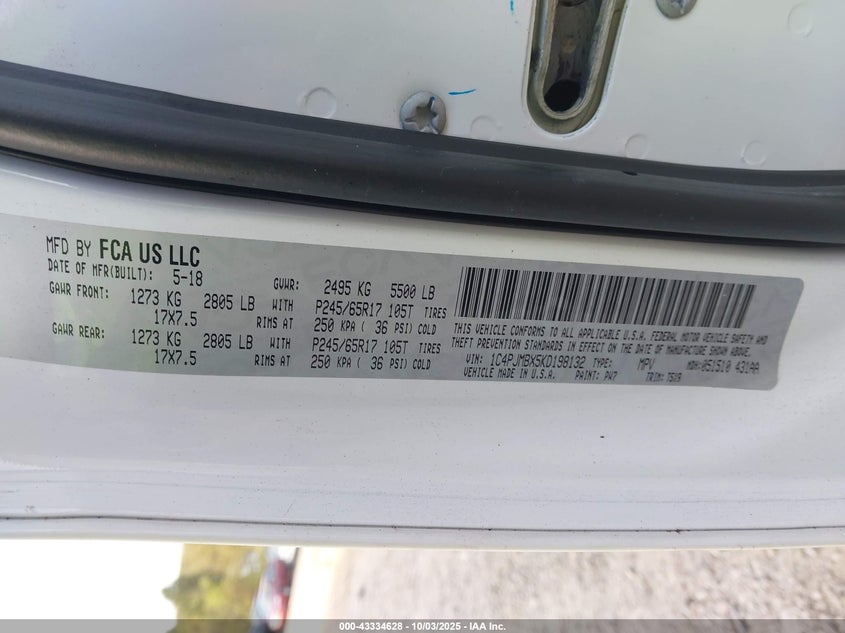 MFD BY FCA US LLC
DATE OF MFR(BUILT): 5-18 GVWR: 2495 KG 5500 LB
GAWR FRONT: 1273 KG 2805 LB WITH P245/65R17 105T TIRES
17X7.5 RIMS AT 250 KPA ( 36 PSI) COLD
GAWR REAR: 1273 KG 2805 LB WITH P245/65R17 105T TIRES
17X7.5 RIMS AT 250 KPA ( 36 PSI) COLD
THIS VEHICLE CONFORMS TO ALL APPLICABLE U.S.A. FEDERAL MOTOR VEHICLE SAFETY AND
THEFT PREVENTION STANDARDS IN EFFECT ON THE DATE OF MANUFACTURE SHOWN ABOVE.
VIN: 1C4PJMBX5KD198132 TYPE: MPV MDH:051510 431AA
VEHICLE MADE IN U.S.A. PAINT: PW7 TRIM: T5X9
000-43334628 - 10/03/2025 - IAA Inc.